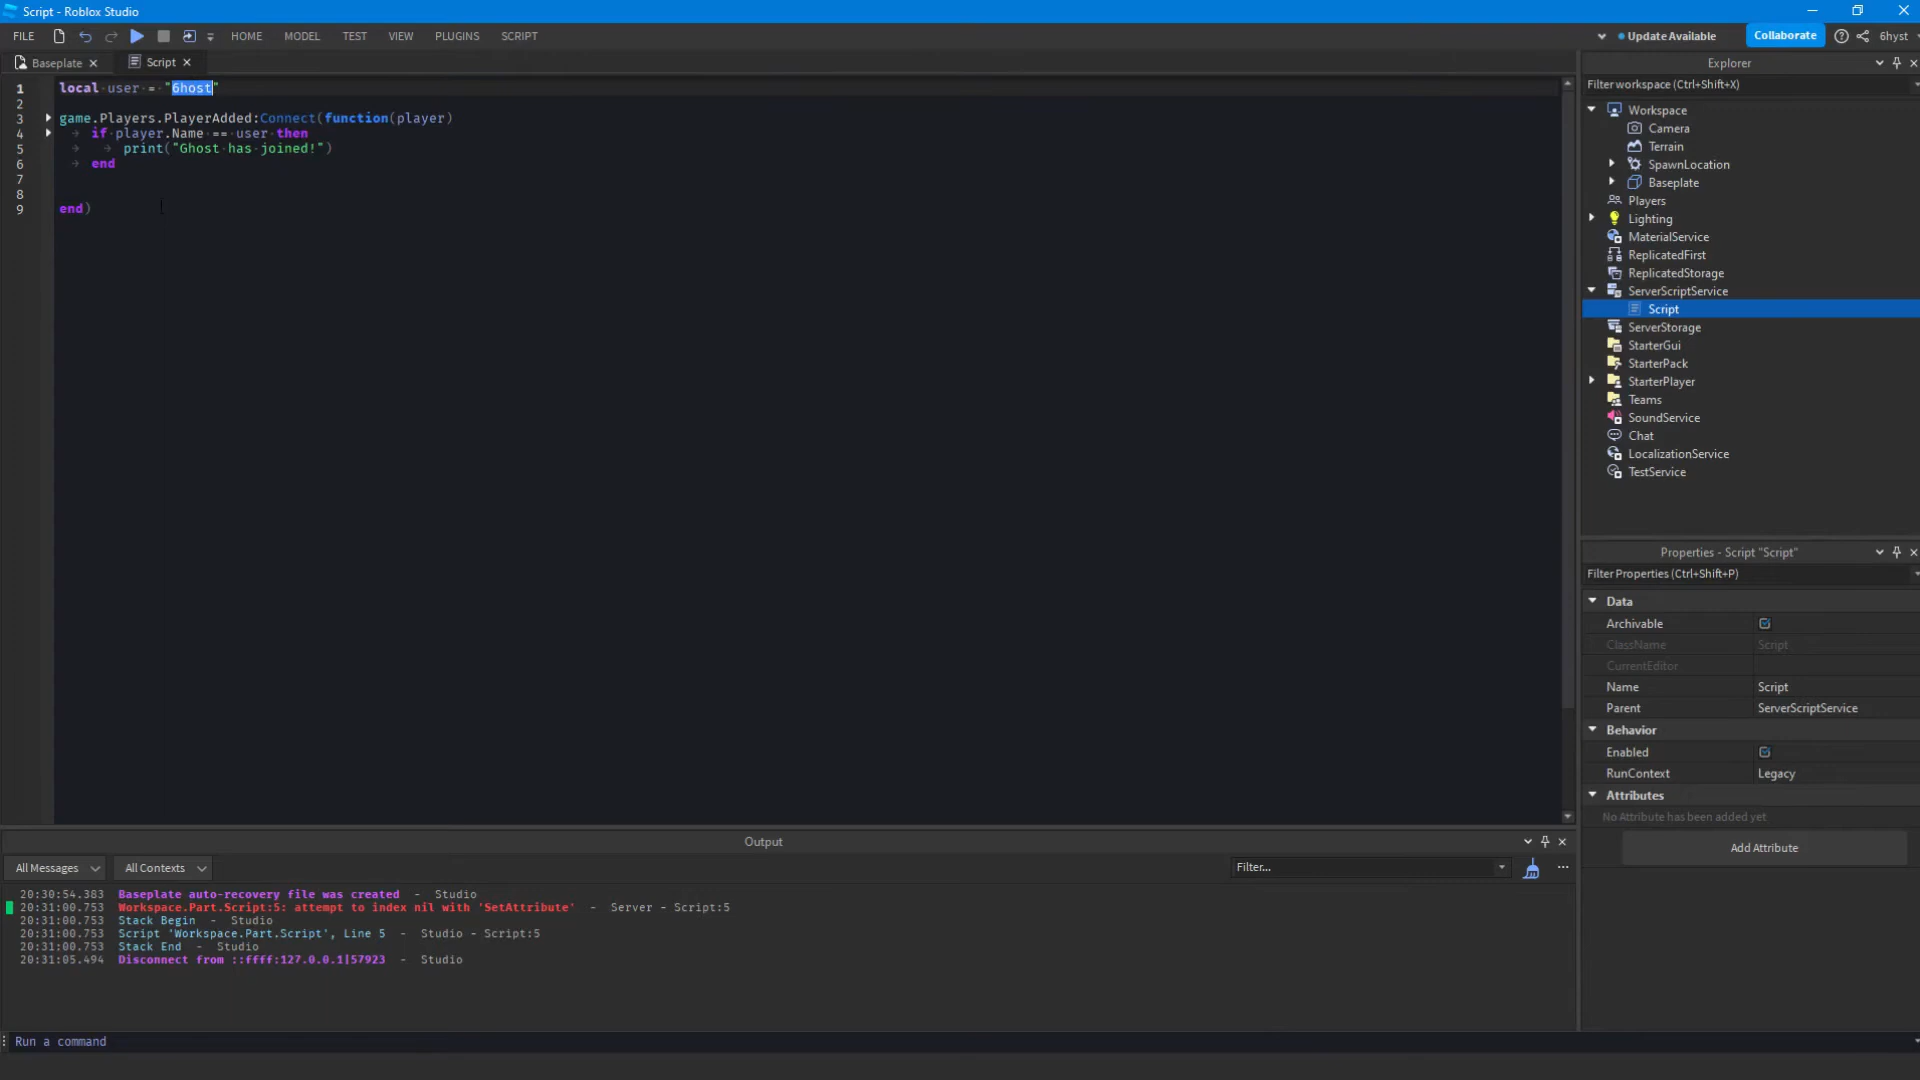 Script - Roblox Studio
FILE HOME MODEL TEST VIEW PLUGINS SCRIPT Update Available Collaborate 6hyst
Baseplate Script
1 local user = "6host"
2
3 game.Players.PlayerAdded:Connect(function(player)
4 if player.Name == user then
5 print("Ghost has joined!")
6 end
7
8
9 end)
Explorer
Filter workspace (Ctrl+Shift+X)
Workspace
Camera
Terrain
SpawnLocation
Baseplate
Players
Lighting
MaterialService
ReplicatedFirst
ReplicatedStorage
ServerScriptService
Script
ServerStorage
StarterGui
StarterPack
StarterPlayer
Teams
SoundService
Chat
LocalizationService
TestService
Properties - Script "Script"
Filter Properties (Ctrl+Shift+P)
Data
Archivable
ClassName Script
CurrentEditor
Name Script
Parent ServerScriptService
Behavior
Enabled
RunContext Legacy
Attributes
No Attribute has been added yet
Add Attribute
Output
All Messages All Contexts Filter...
20:30:54.383 Baseplate auto-recovery file was created - Studio
20:31:00.753 Workspace.Part.Script:5: attempt to index nil with 'SetAttribute' - Server - Script:5
20:31:00.753 Stack Begin - Studio
20:31:00.753 Script 'Workspace.Part.Script', Line 5 - Studio - Script:5
20:31:00.753 Stack End - Studio
20:31:05.494 Disconnect from ::ffff:127.0.0.1|57923 - Studio
Run a command